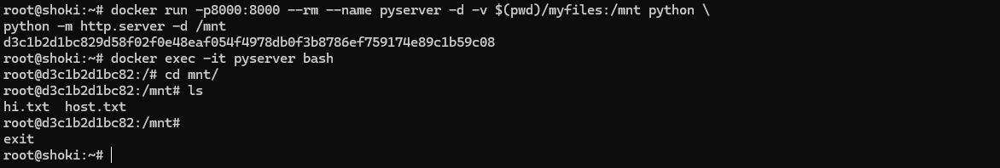 root@shoki:~# docker run -p8000:8000 --rm --name pyserver -d -v $(pwd)/myfiles:/mnt python \
python -m http.server -d /mnt
d3c1b2d1bc829d58f02f0e48eaf054f4978db0f3b8786ef759174e89c1b59c08
root@shoki:~# docker exec -it pyserver bash
root@d3c1b2d1bc82:/# cd mnt/
root@d3c1b2d1bc82:/mnt# ls
hi.txt  host.txt
root@d3c1b2d1bc82:/mnt#
exit
root@shoki:~#